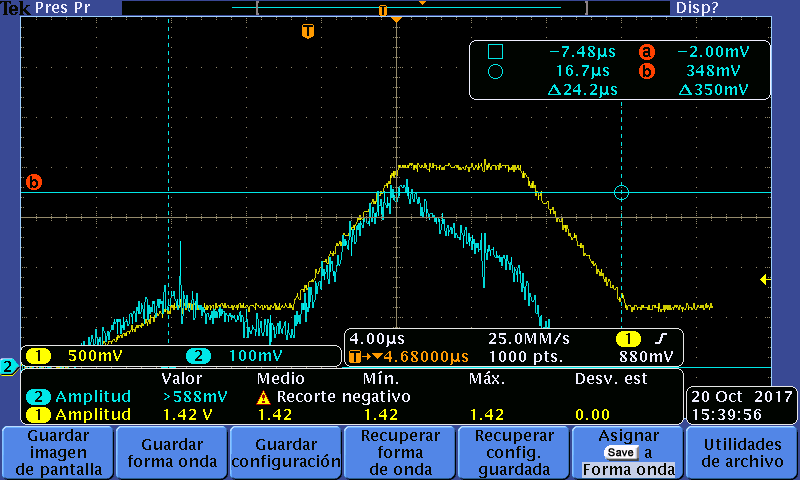 Tek Pres Pr Disp?
T
T
−7.48µs a −2.00mV
16.7µs b 348mV
Δ24.2µs Δ350mV
b
1 500mV 2 100mV
4.00µs 25.0MM/s 1
T→▼4.68000µs 1000 pts. 880mV
2
Valor Medio Mín. Máx. Desv. est
2 Amplitud >588mV Recorte negativo
1 Amplitud 1.42 V 1.42 1.42 1.42 0.00
20 Oct 2017
15:39:56
Guardar
imagen
de pantalla
Guardar
forma onda
Guardar
configuración
Recuperar
forma
de onda
Recuperar
config.
guardada
Asignar
Save a
Forma onda
Utilidades
de archivo